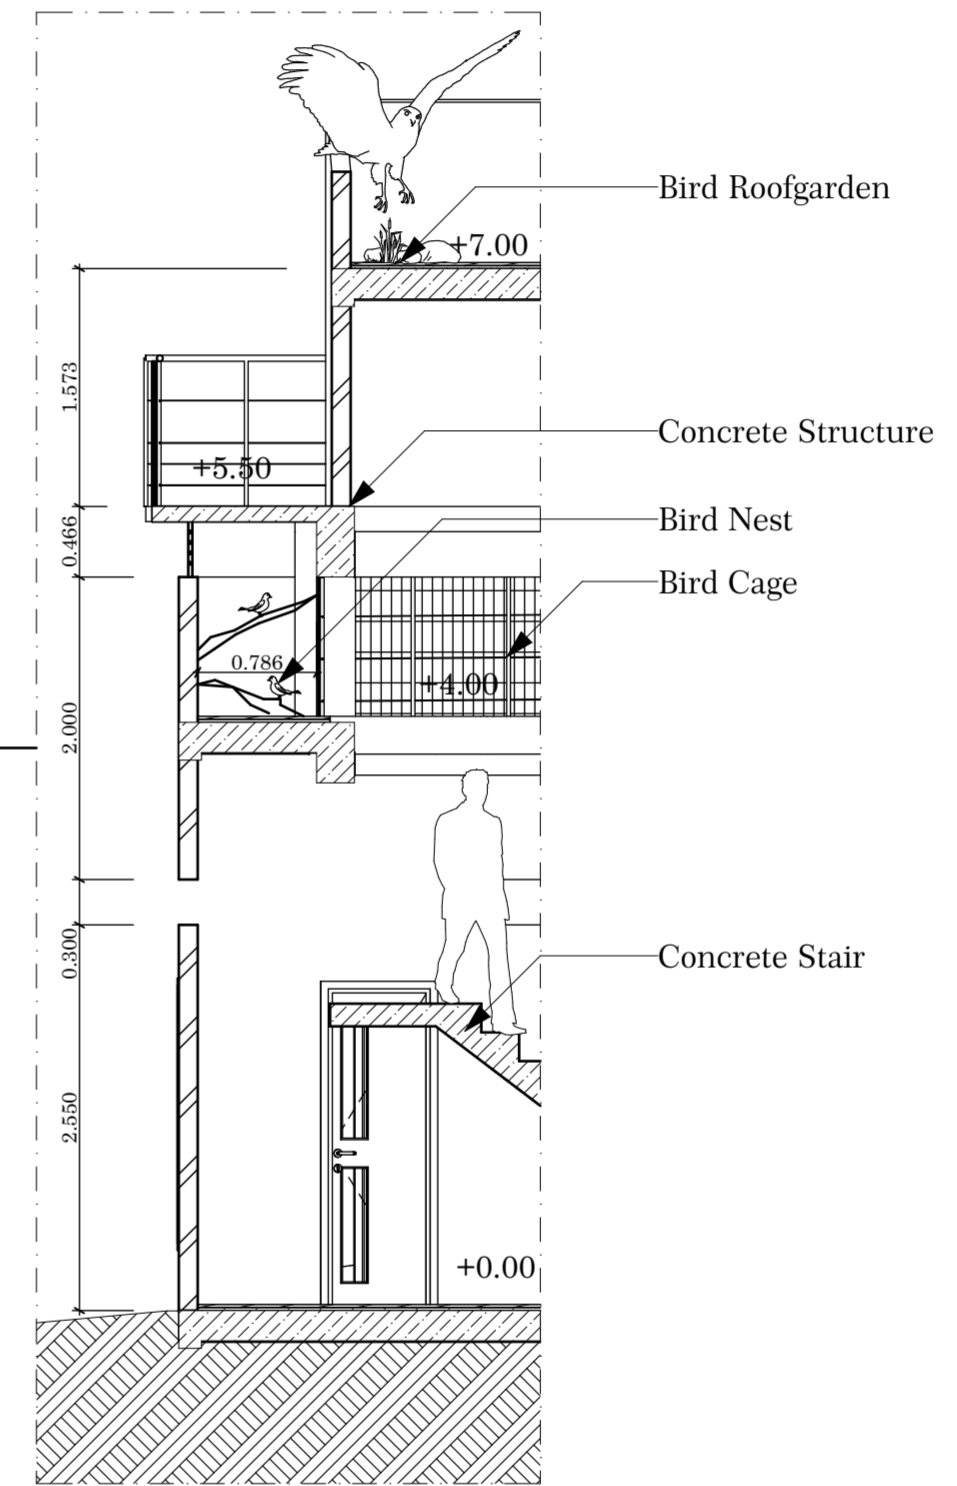 Bird Roofgarden
+7.00
1.573
Concrete Structure
+5.50
Bird Nest
0.466
Bird Cage
0.786
+4.00
2.000
0.300
Concrete Stair
2.550
+0.00